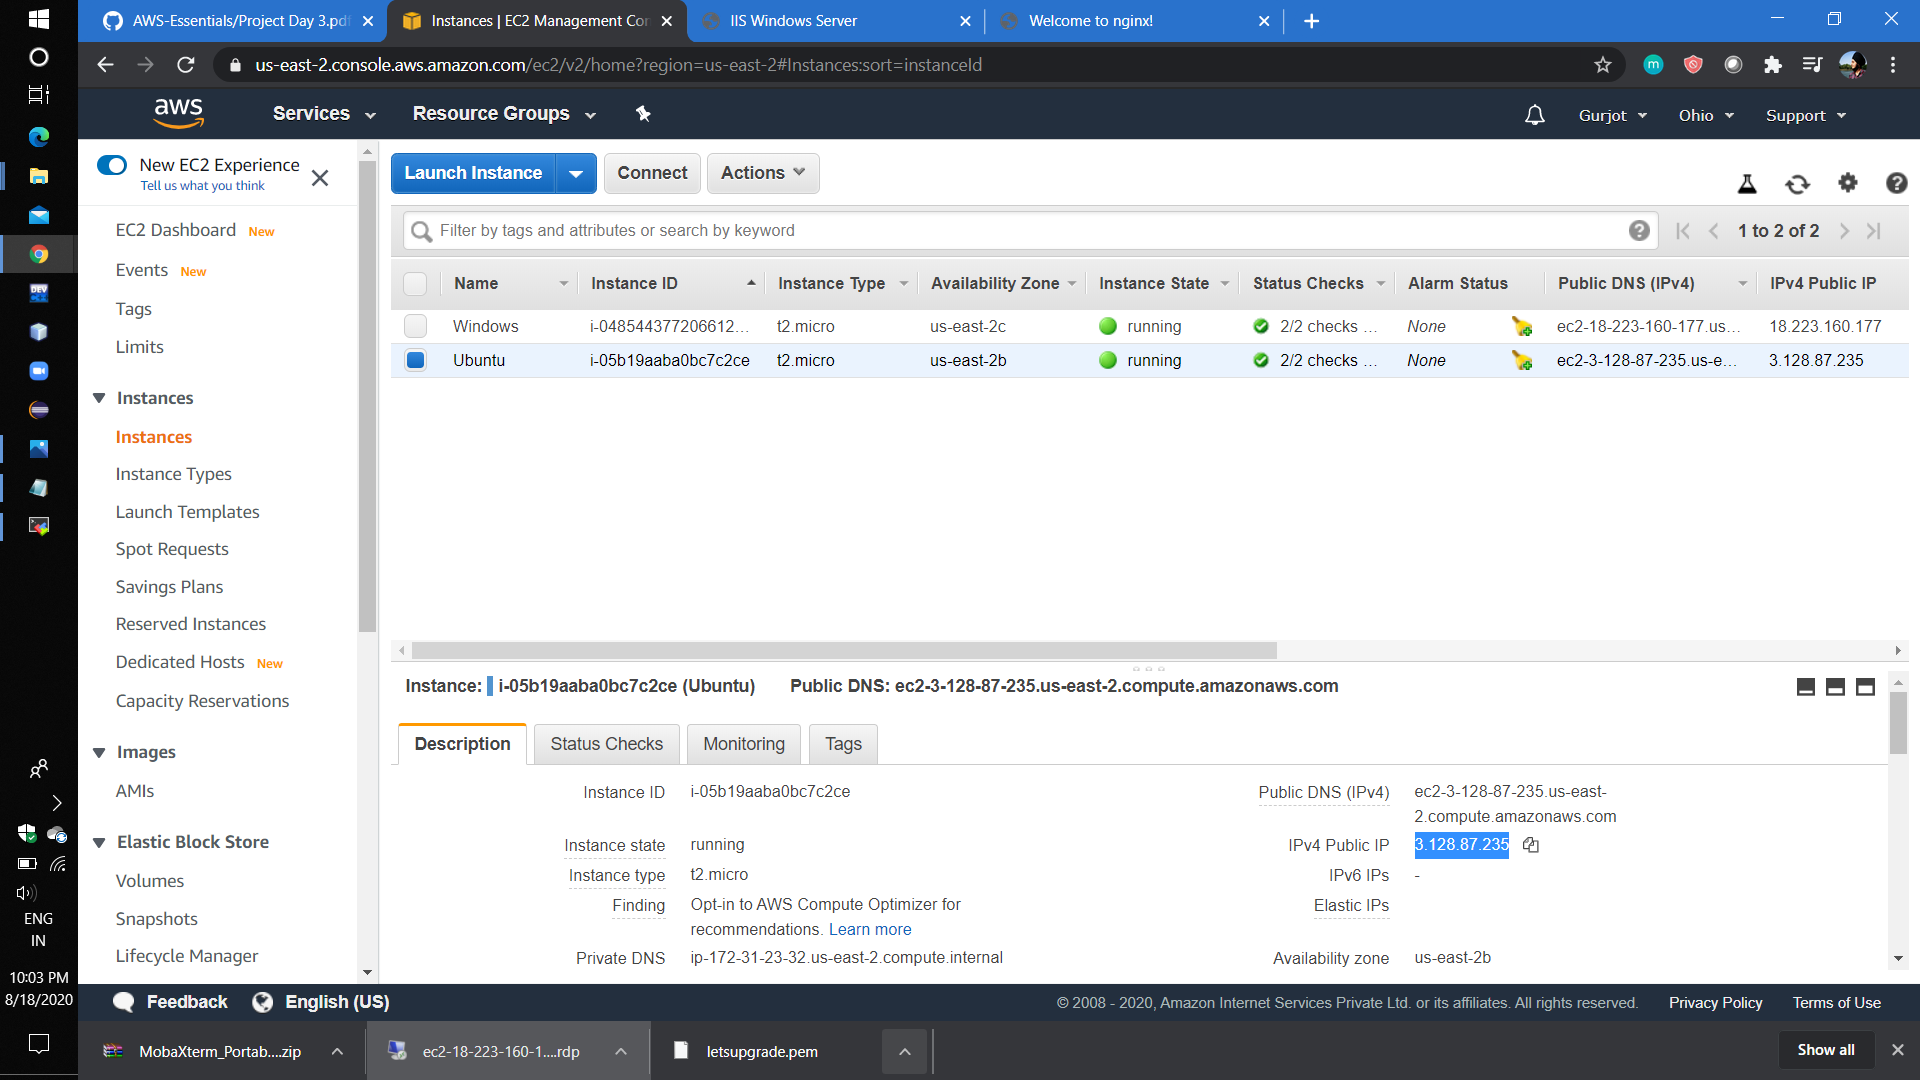 AWS-Essentials/Project Day 3.pdf
Instances | EC2 Management Con
IIS Windows Server
Welcome to nginx!
us-east-2.console.aws.amazon.com/ec2/v2/home?region=us-east-2#Instances:sort=instanceId
m
aws
Services
Resource Groups
Gurjot
Ohio
Support
New EC2 Experience
Tell us what you think
EC2 Dashboard New
Events New
Tags
Limits
Instances
Instances
Instance Types
Launch Templates
Spot Requests
Savings Plans
Reserved Instances
Dedicated Hosts New
Capacity Reservations
Images
AMIs
Elastic Block Store
Volumes
Snapshots
Lifecycle Manager
Launch Instance
Connect
Actions
Filter by tags and attributes or search by keyword
1 to 2 of 2
Name Instance ID Instance Type Availability Zone Instance State Status Checks Alarm Status Public DNS (IPv4) IPv4 Public IP
Windows i-048544377206612... t2.micro us-east-2c running 2/2 checks ... None ec2-18-223-160-177.us... 18.223.160.177
Ubuntu i-05b19aaba0bc7c2ce t2.micro us-east-2b running 2/2 checks ... None ec2-3-128-87-235.us-e... 3.128.87.235
Instance: i-05b19aaba0bc7c2ce (Ubuntu) Public DNS: ec2-3-128-87-235.us-east-2.compute.amazonaws.com
Description
Status Checks
Monitoring
Tags
Instance ID i-05b19aaba0bc7c2ce
Instance state running
Instance type t2.micro
Finding Opt-in to AWS Compute Optimizer for
recommendations. Learn more
Private DNS ip-172-31-23-32.us-east-2.compute.internal
Public DNS (IPv4) ec2-3-128-87-235.us-east-
2.compute.amazonaws.com
IPv4 Public IP 3.128.87.235
IPv6 IPs -
Elastic IPs
Availability zone us-east-2b
Feedback
English (US)
© 2008 - 2020, Amazon Internet Services Private Ltd. or its affiliates. All rights reserved.
Privacy Policy
Terms of Use
MobaXterm_Portab....zip
ec2-18-223-160-1....rdp
letsupgrade.pem
Show all
DEV
ENG
IN
10:03 PM
8/18/2020